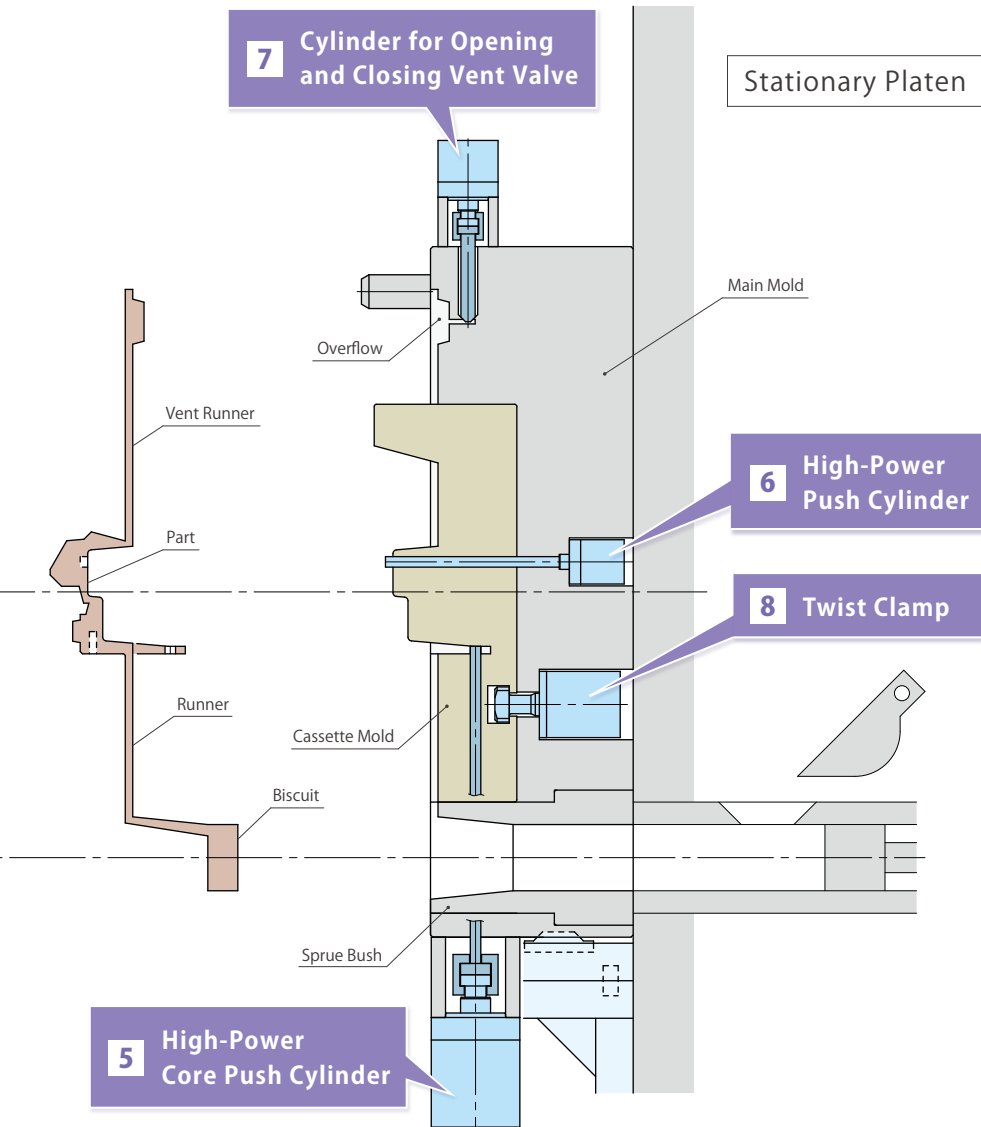 7
Cylinder for Opening
and Closing Vent Valve
Stationary Platen
Main Mold
Overflow
Vent Runner
6
High-Power
Push Cylinder
Part
8
Twist Clamp
Runner
Cassette Mold
Biscuit
Sprue Bush
5
High-Power
Core Push Cylinder